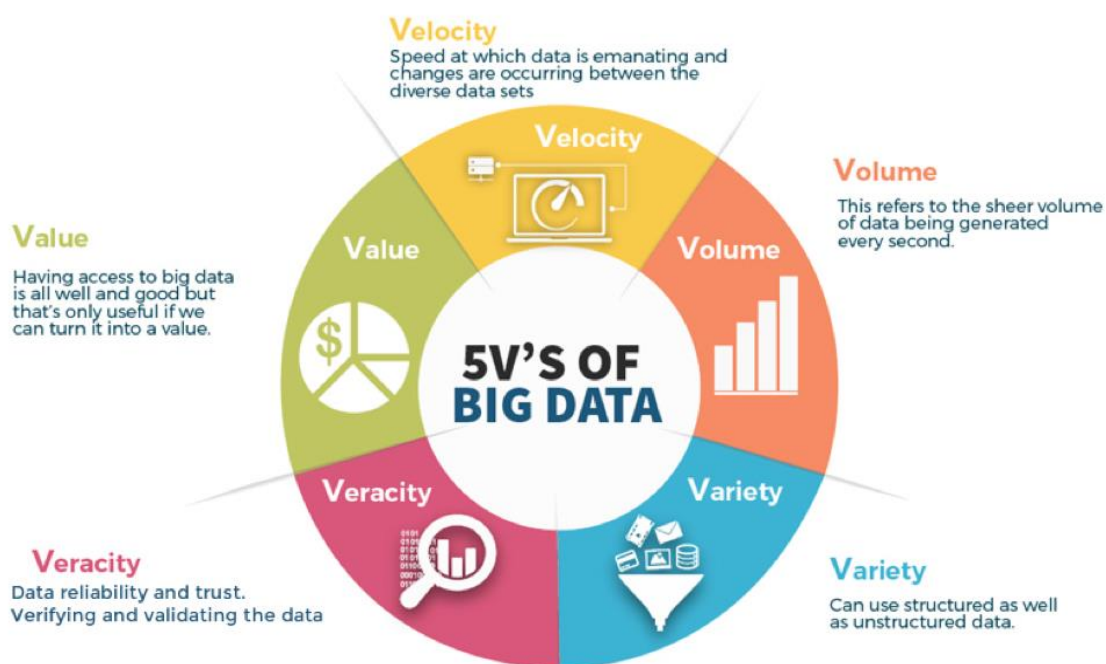 Velocity
Speed at which data is emanating and
changes are occurring between the
diverse data sets
Velocity
Volume
This refers to the sheer volume
of data being generated
every second.
Volume
Value
Having access to big data
is all well and good but
that's only useful if we
can turn it into a value.
Value
$
5V'S OF
BIG DATA
Veracity
Veracity
Data reliability and trust.
Verifying and validating the data
Variety
Variety
Can use structured as well
as unstructured data.